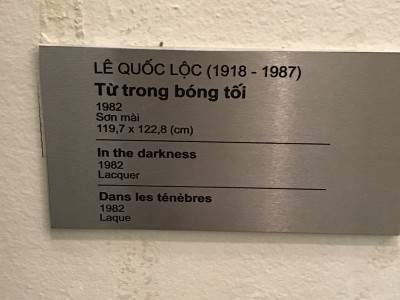 LÊ QUỐC LỘC (1918 - 1987)
Từ trong bóng tối
1982
Sơn mài
119,7 x 122,8 (cm)
In the darkness
1982
Lacquer
Dans les ténèbres
1982
Laque